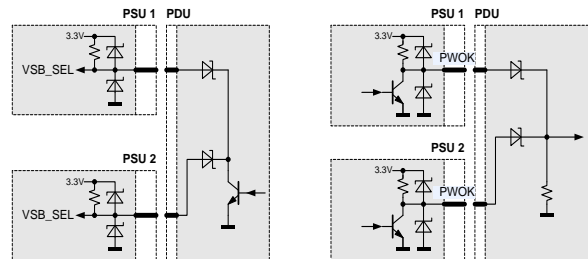 PSU 1 PDU
3.3V
VSB_SEL
PSU 2
3.3V
VSB_SEL
PSU 1 PDU
3.3V
PWOK
PSU 2
3.3V
PWOK